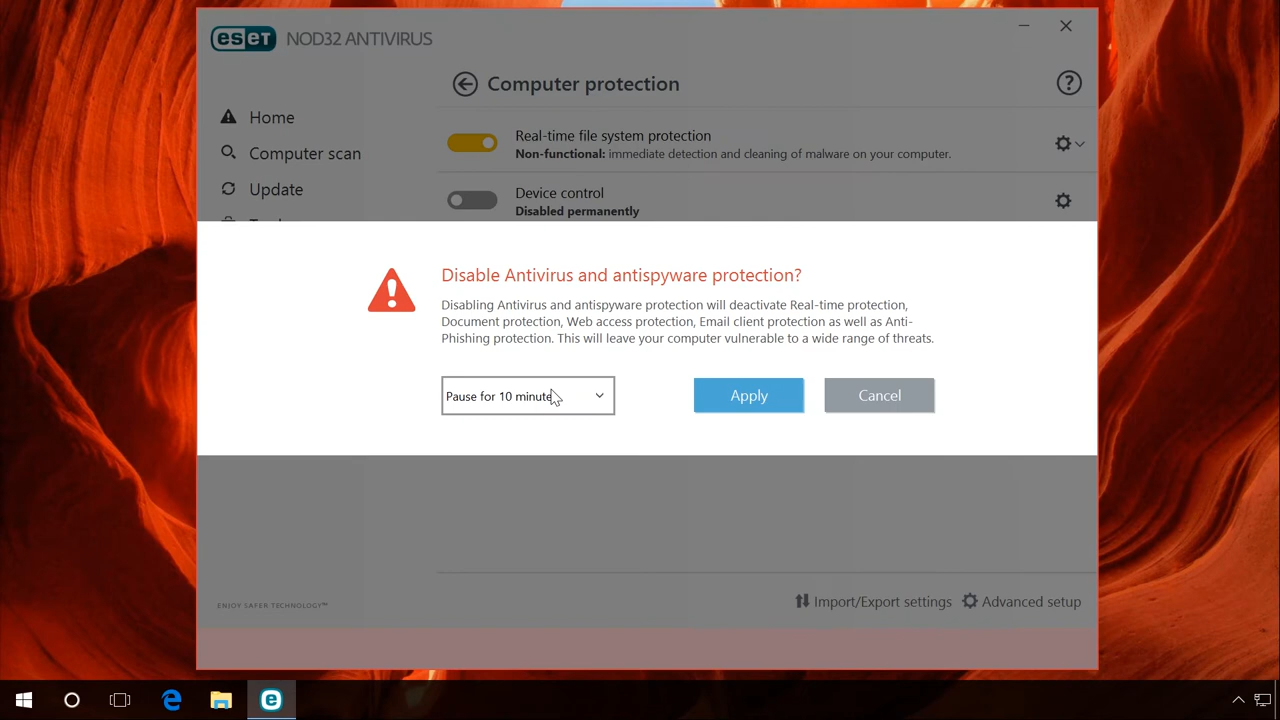 eseT NOD32 ANTIVIRUS
Computer protection
Home
Computer scan
Update
Real-time file system protection
Non-functional: immediate detection and cleaning of malware on your computer.
Device control
Disabled permanently
Disable Antivirus and antispyware protection?
Disabling Antivirus and antispyware protection will deactivate Real-time protection,
Document protection, Web access protection, Email client protection as well as Anti-
Phishing protection. This will leave your computer vulnerable to a wide range of threats.
Pause for 10 minute
Apply
Cancel
ENJOY SAFER TECHNOLOGY™
Import/Export settings
Advanced setup